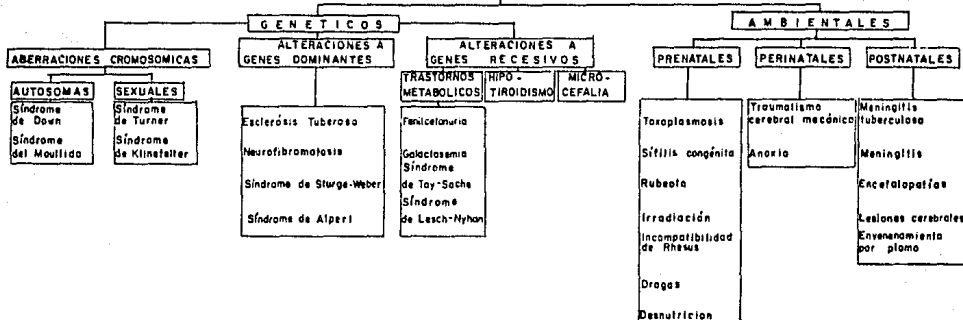 GENETICOS
AMBIENTALES
ABERRACIONES CROMOSOMICAS
ALTERACIONES A
GENES DOMINANTES
ALTERACIONES A
GENES RECESIVOS
PRENATALES
PERINATALES
POSTNATALES
AUTOSOMAS
SEXUALES
TRASTORNOS
METABOLICOS
HIPO-
TIROIDISMO
MICRO-
CEFALIA
Síndrome
de Down
Síndrome
del Maullido
Síndrome
de Turner
Síndrome
de Klinefelter
Esclerósis Tuberosa
Neurofibromatosis
Síndrome de Sturge-Weber
Síndrome de Alpert
Fenilcetonuria
Galactosemia
Síndrome
de Tay-Sachs
Síndrome
de Lesch-Nyhan
Toxoplasmosis
Sífilis congénita
Rubeola
Irradiación
Incompatibilidad
de Rhesus
Drogas
Desnutricion
Traumatismo
cerebral mecánico
Anoxia
Meningitis
tuberculosa
Meningitis
Encefalopatías
Lesiones cerebrales
Envenenamiento
por plomo